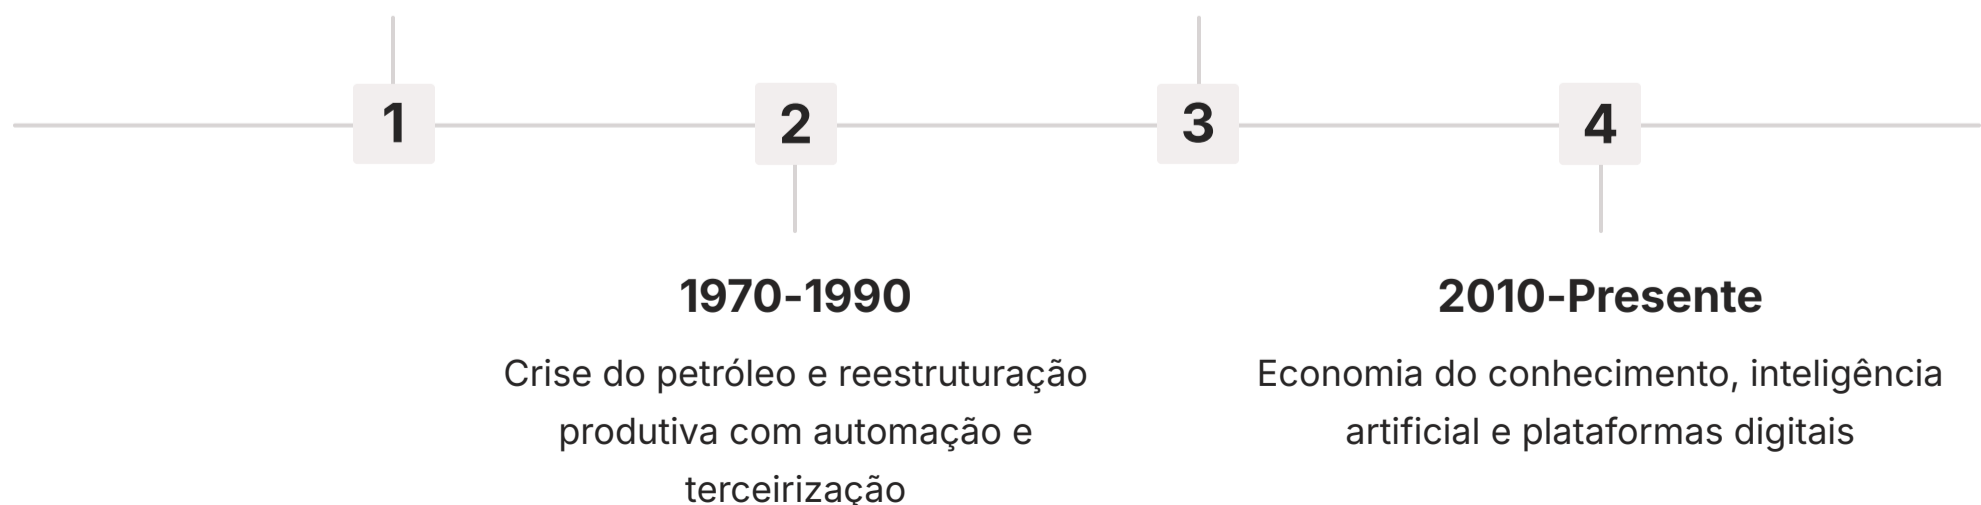 1
2
3
4
1970-1990
Crise do petróleo e reestruturação
produtiva com automação e
terceirização
2010-Presente
Economia do conhecimento, inteligência
artificial e plataformas digitais